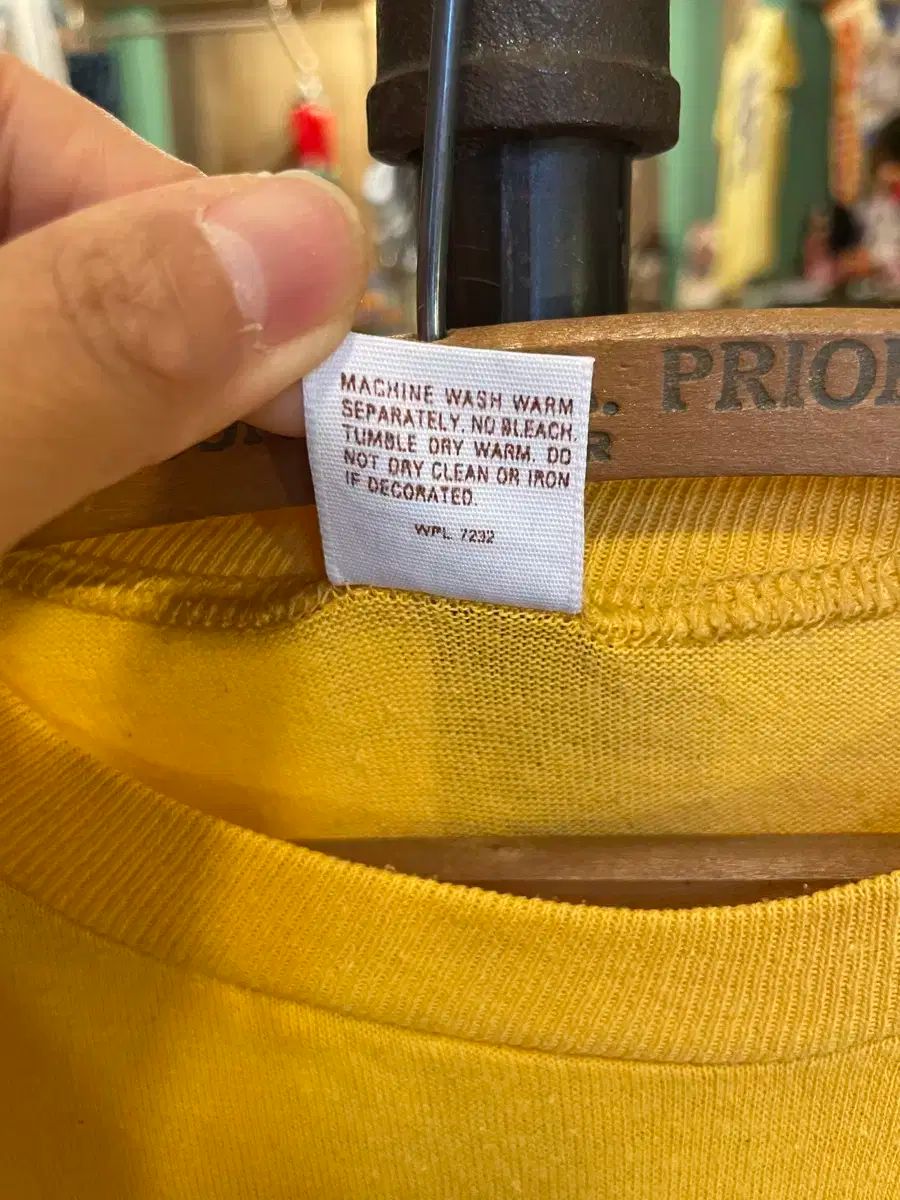 MACHINE WASH WARM
SEPARATELY, NO BLEACH.
TUMBLE DRY WARM. DO
NOT DRY CLEAN OR IRON
IF DECORATED.
WPL 7232
. PRIOR
R